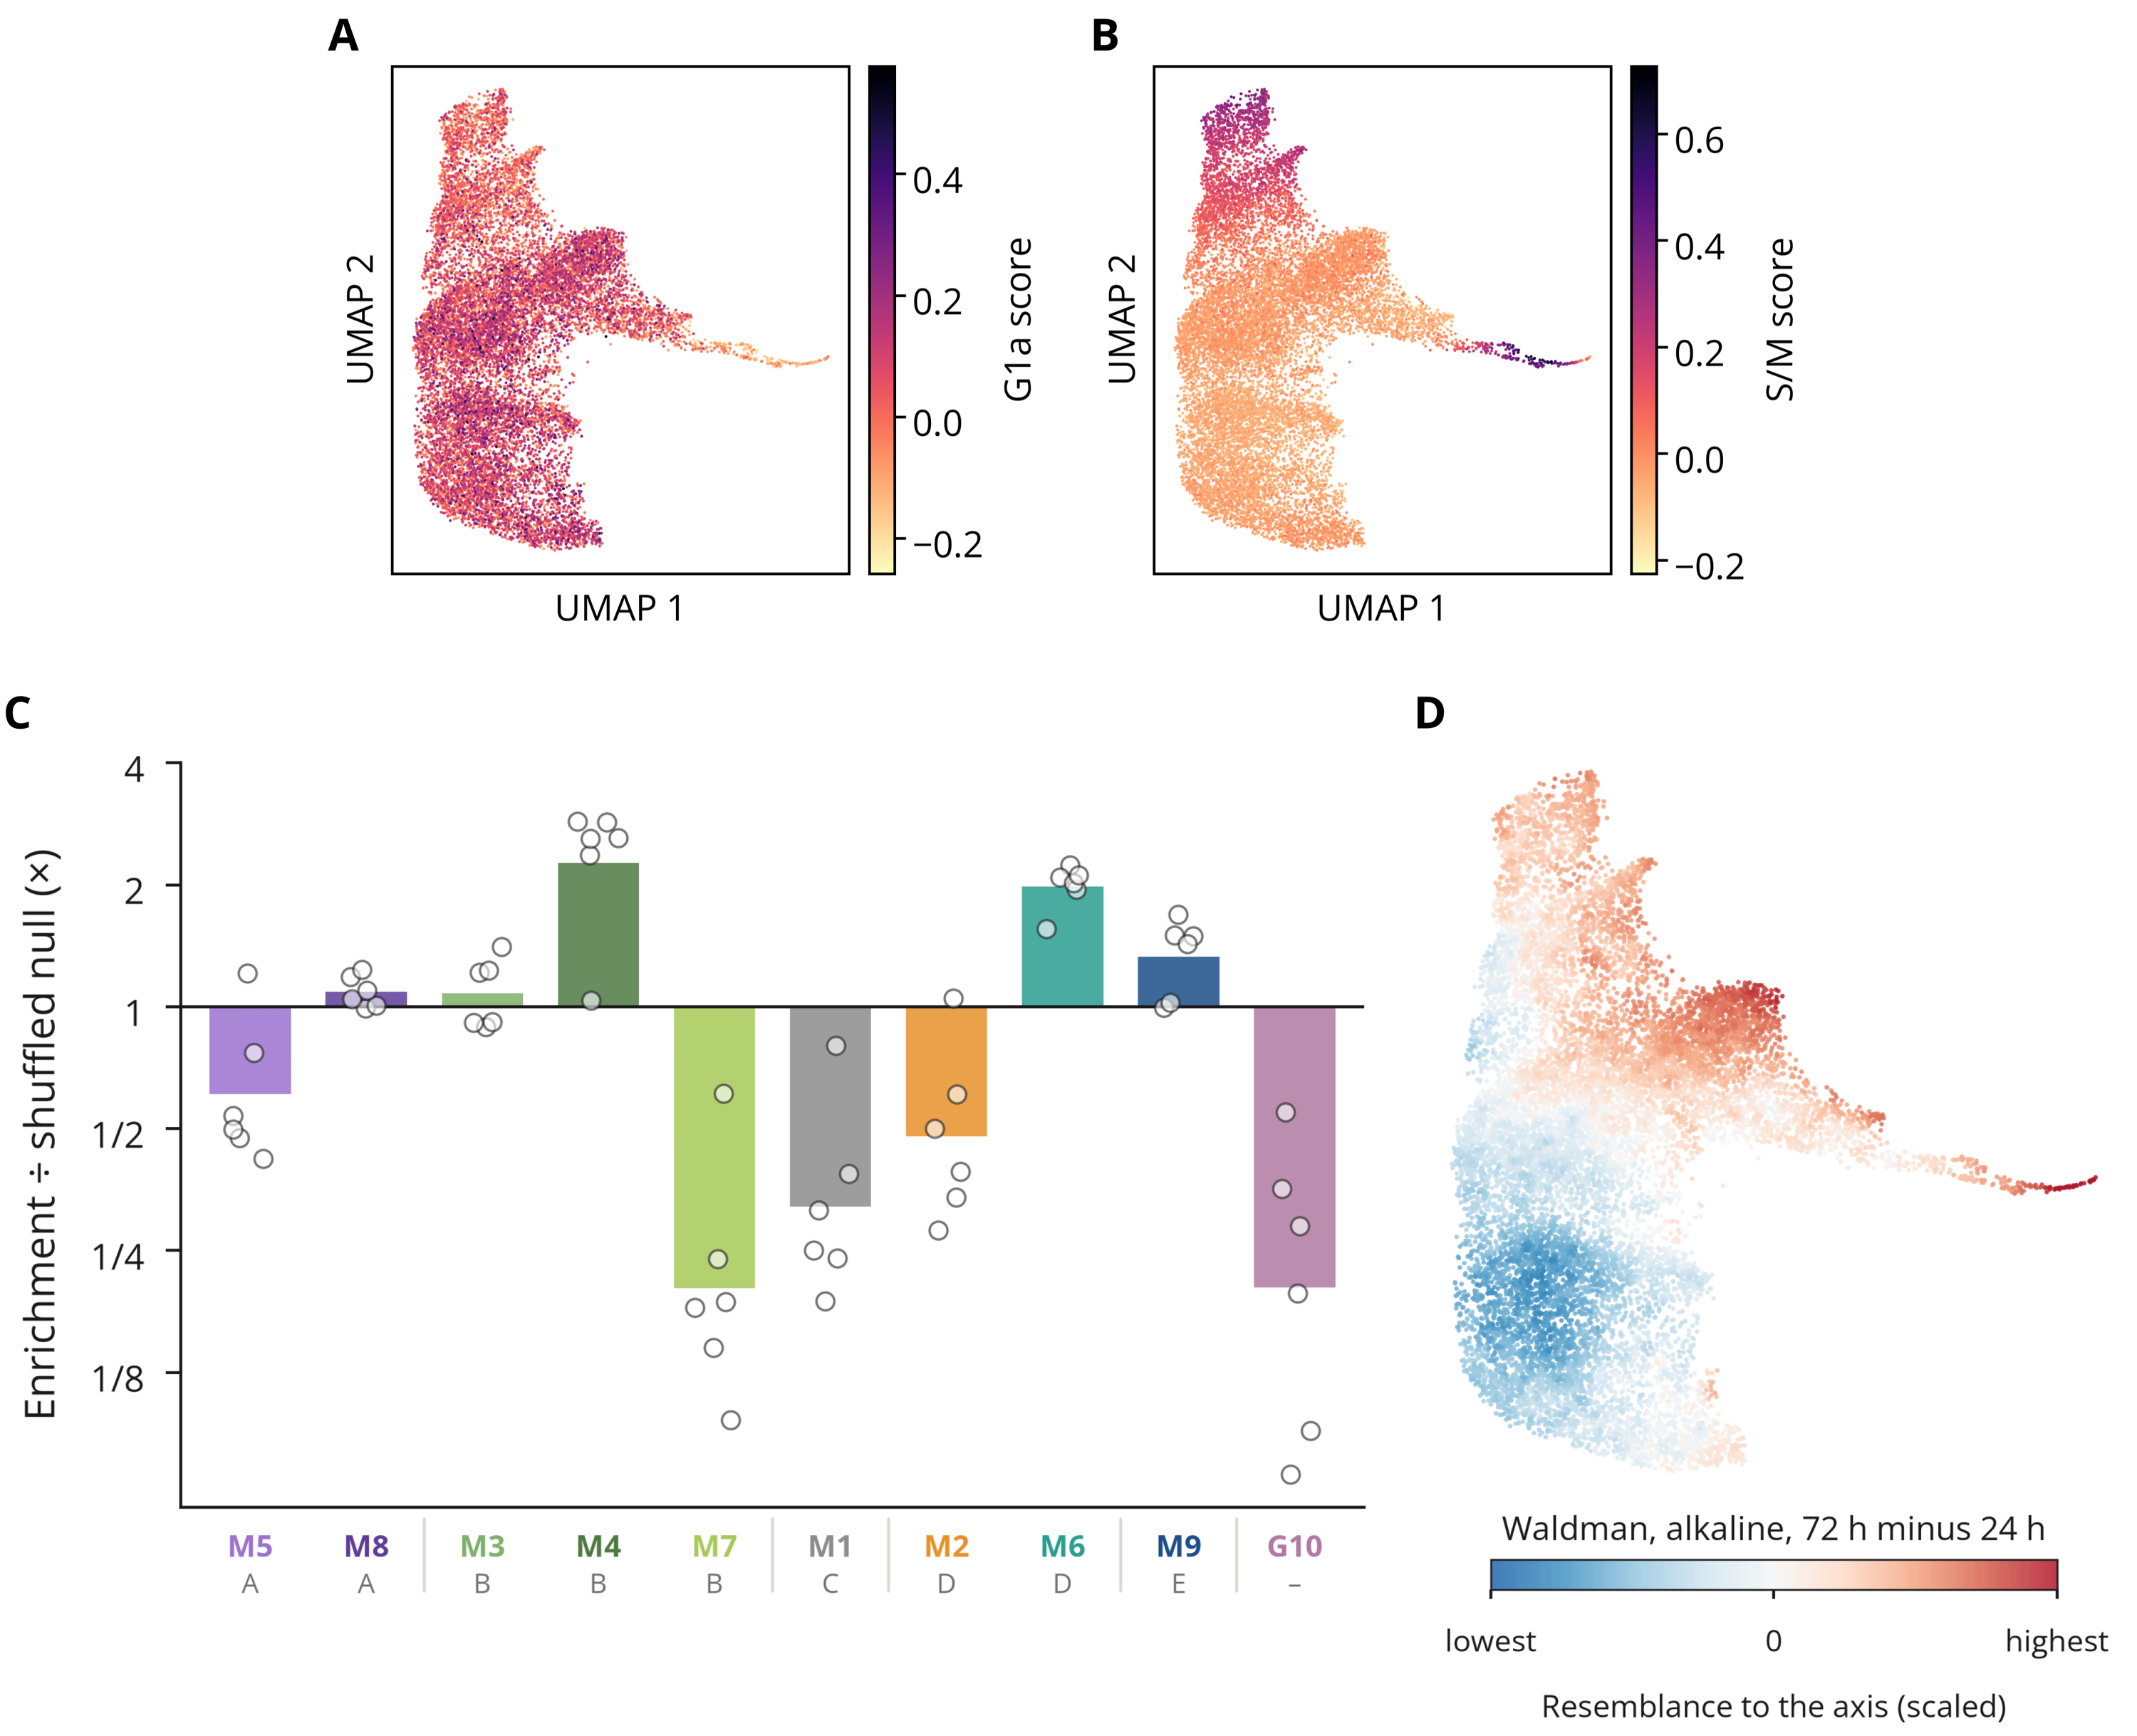 A
UMAP 2
UMAP 1
0.4
0.2
0.0
−0.2
G1a score
B
UMAP 2
UMAP 1
0.6
0.4
0.2
0.0
−0.2
S/M score
C
Enrichment ÷ shuffled null (×)
4
2
1
1/2
1/4
1/8
M5 M8 M3 M4 M7 M1 M2 M6 M9 G10
A A B B B C D D E –
D
Waldman, alkaline, 72 h minus 24 h
lowest 0 highest
Resemblance to the axis (scaled)